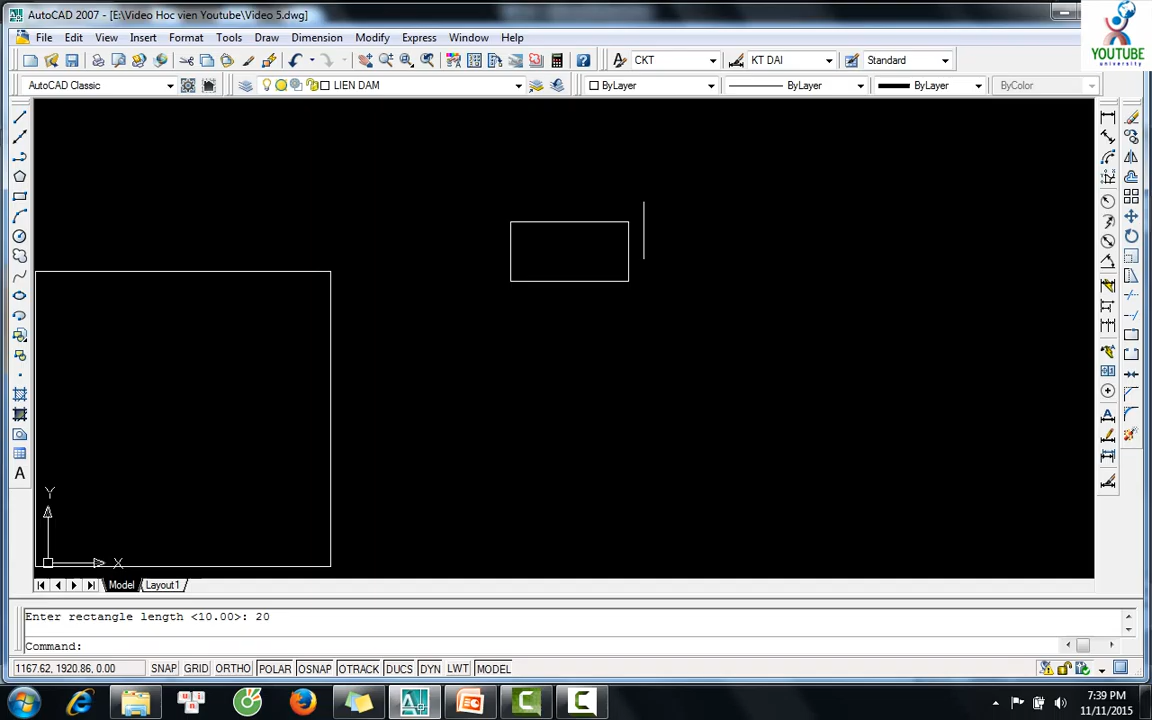 AutoCAD 2007 - [E:\Video Hoc vien Youtube\Video 5.dwg]
File Edit View Insert Format Tools Draw Dimension Modify Express Window Help
YOUTUBE
university
CKT KT DAI Standard
AutoCAD Classic LIEN DAM ByLayer ByLayer ByLayer ByColor
A
Y
X
Model Layout1
Enter rectangle length <10.00>: 20
Command:
1167.62, 1920.86, 0.00 SNAP GRID ORTHO POLAR OSNAP OTRACK DUCS DYN LWT MODEL
7:39 PM
11/11/2015